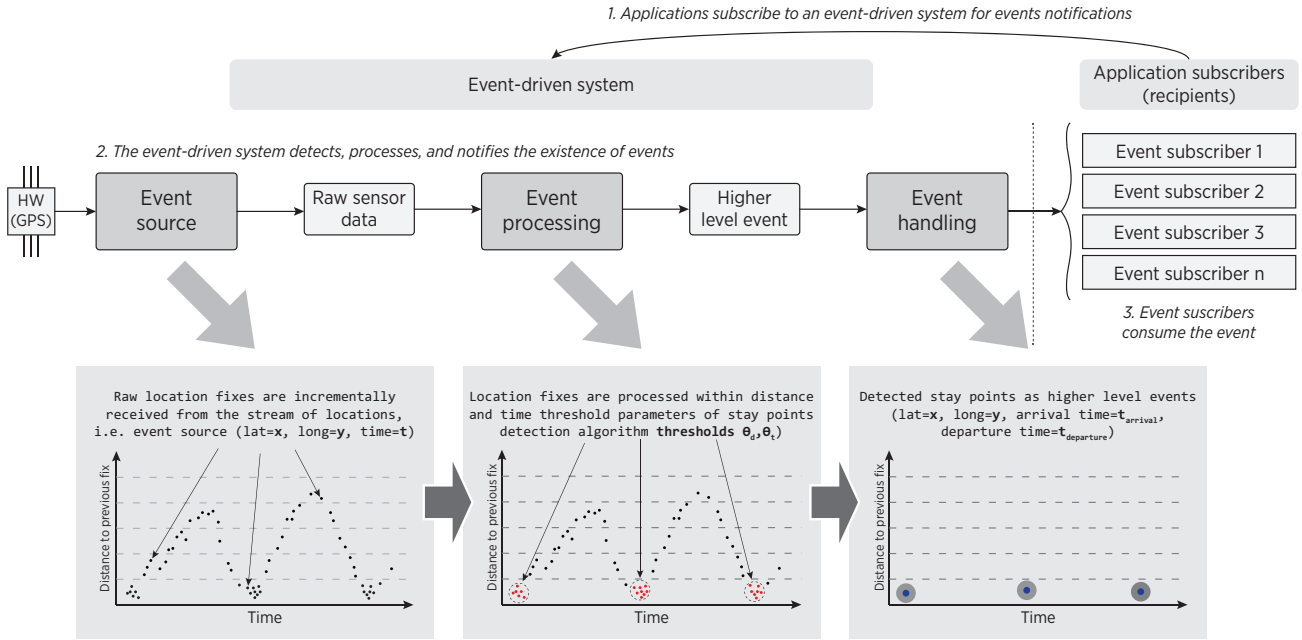 1. Applications subscribe to an event-driven system for events notifications
Event-driven system
Application subscribers
(recipients)
2. The event-driven system detects, processes, and notifies the existence of events
HW
(GPS)
Event
source
Raw sensor
data
Event
processing
Higher
level event
Event
handling
Event subscriber 1
Event subscriber 2
Event subscriber 3
Event subscriber n
3. Event suscribers
consume the event
Raw location fixes are incrementally
received from the stream of locations,
i.e. event source (lat=x, long=y, time=t)
Distance to previous fix
Time
Location fixes are processed within distance
and time threshold parameters of stay points
detection algorithm thresholds θd,θt)
Distance to previous fix
Time
Detected stay points as higher level events
(lat=x, long=y, arrival time=tarrival,
departure time=tdeparture)
Distance to previous fix
Time